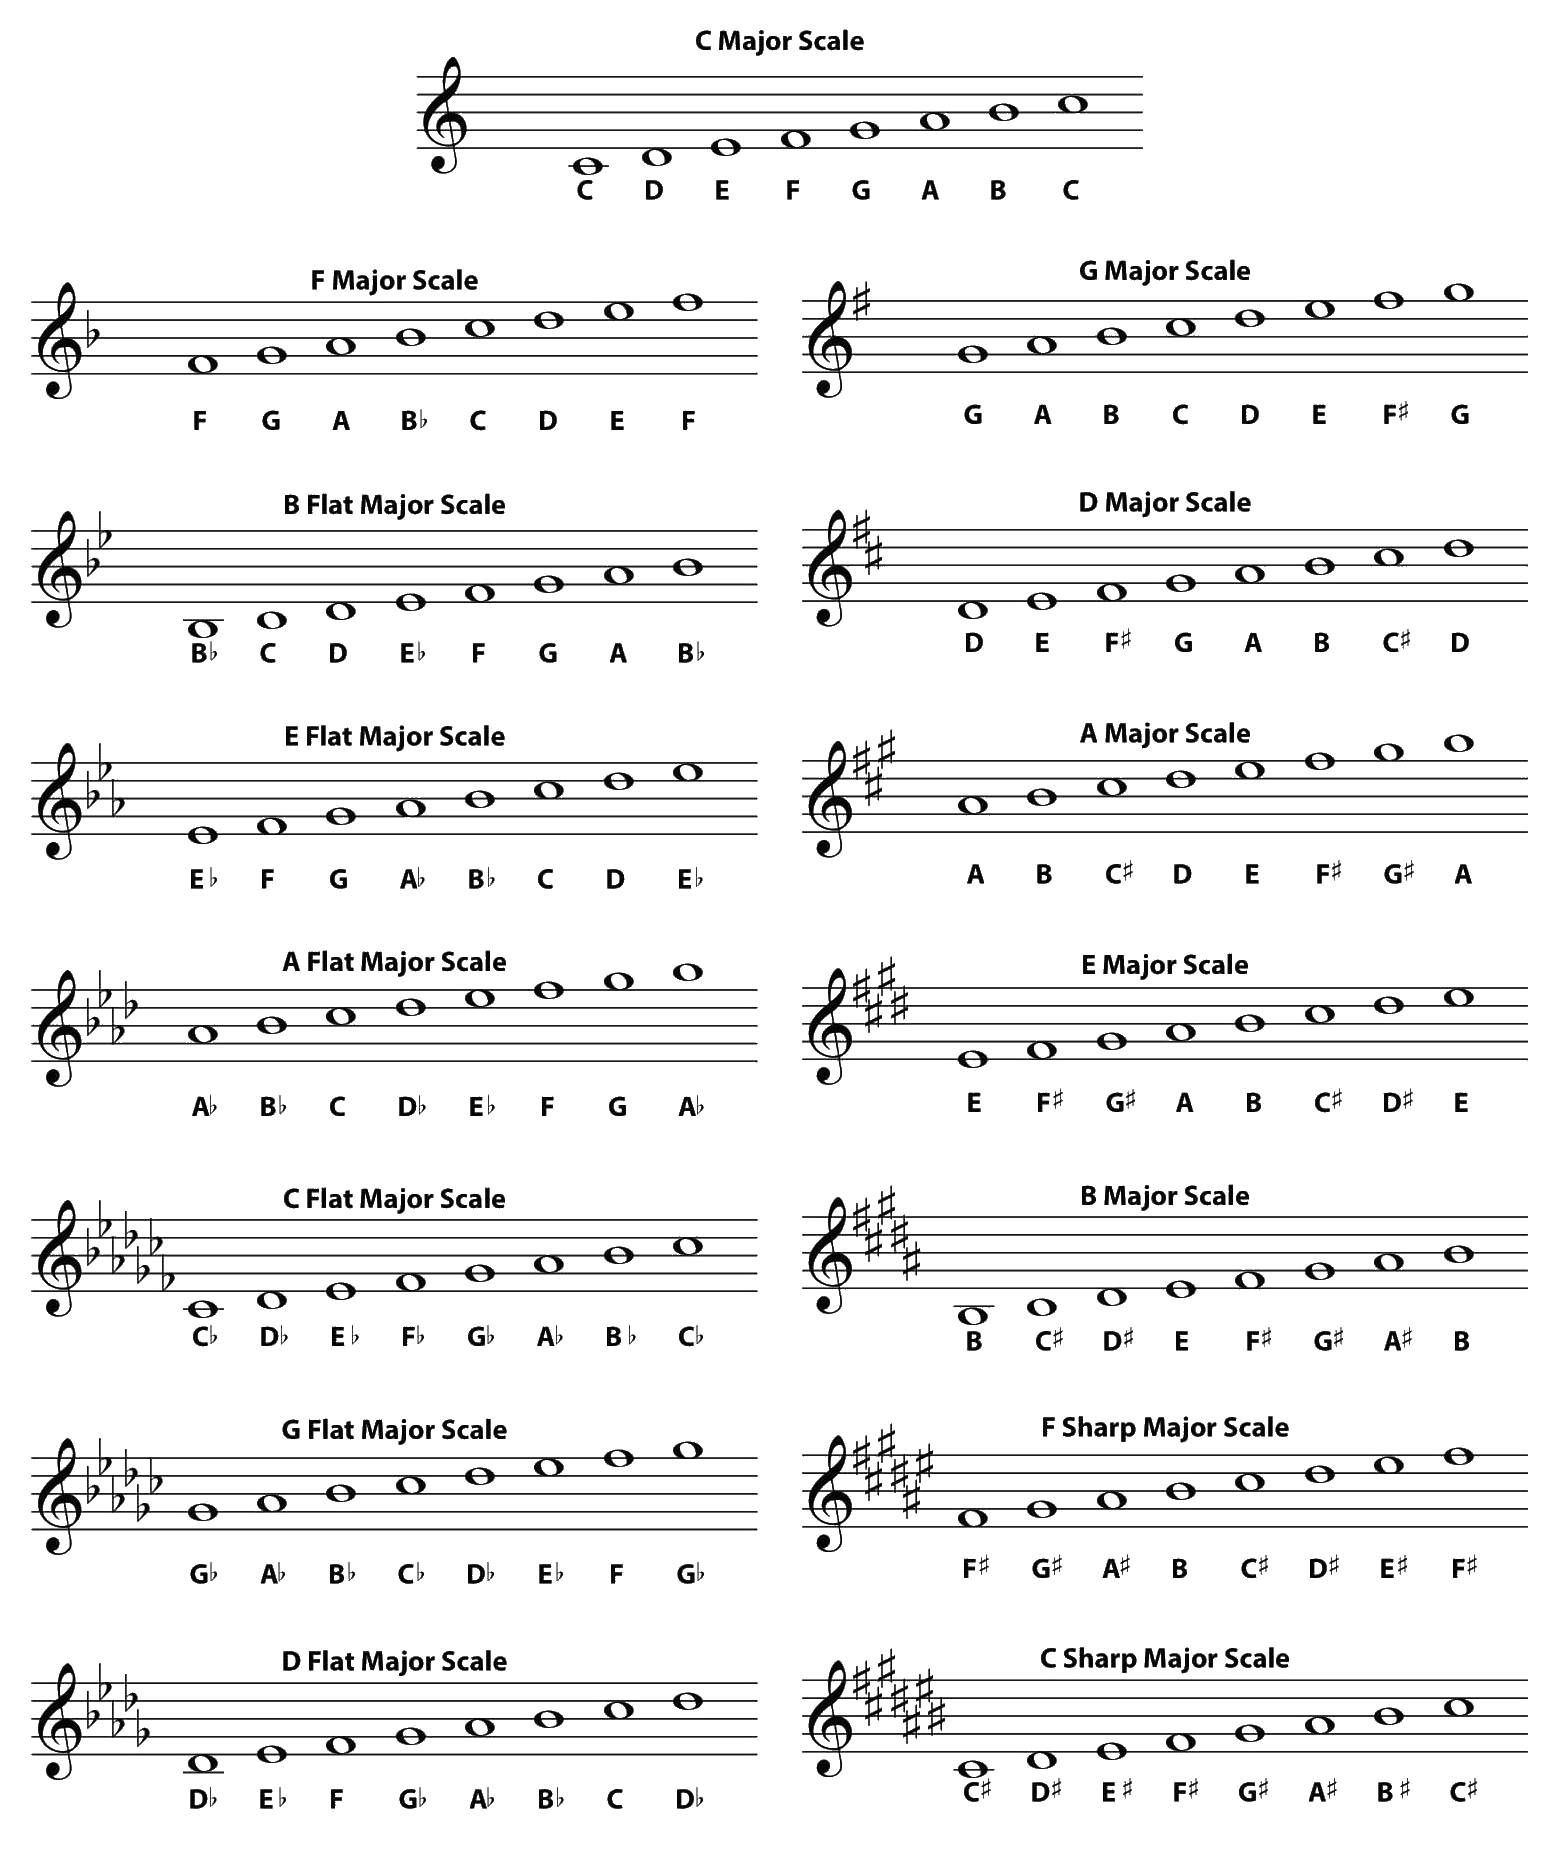 C Major Scale
C D E F G A B C
F Major Scale
F G A B♭ C D E F
G Major Scale
G A B C D E F♯ G
B Flat Major Scale
B♭ C D E♭ F G A B♭
D Major Scale
D E F♯ G A B C♯ D
E Flat Major Scale
E♭ F G A♭ B♭ C D E♭
A Major Scale
A B C♯ D E F♯ G♯ A
A Flat Major Scale
A♭ B♭ C D♭ E♭ F G A♭
E Major Scale
E F♯ G♯ A B C♯ D♯ E
C Flat Major Scale
C♭ D♭ E♭ F♭ G♭ A♭ B♭ C♭
B Major Scale
B C♯ D♯ E F♯ G♯ A♯ B
G Flat Major Scale
G♭ A♭ B♭ C♭ D♭ E♭ F G♭
F Sharp Major Scale
F♯ G♯ A♯ B C♯ D♯ E♯ F♯
D Flat Major Scale
D♭ E♭ F G♭ A♭ B♭ C D♭
C Sharp Major Scale
C♯ D♯ E♯ F♯ G♯ A♯ B♯ C♯